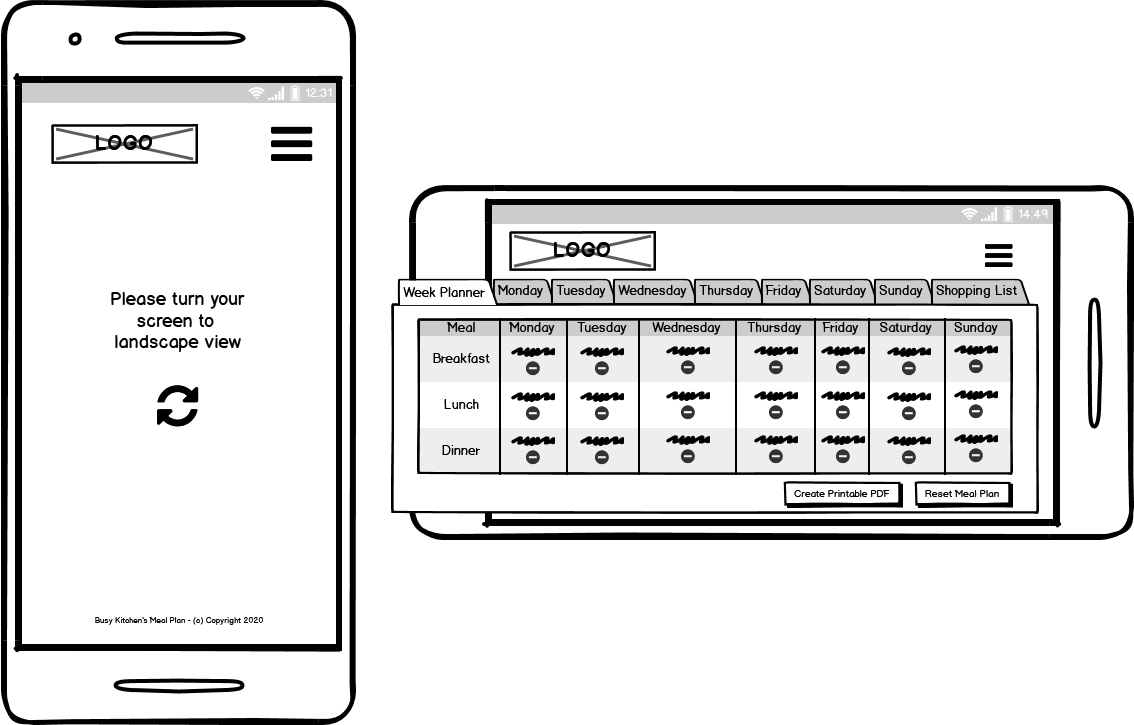 12:31
LOGO
Please turn your
screen to
landscape view
Busy Kitchen's Meal Plan - (c) Copyright 2020
14:49
LOGO
Week Planner Monday Tuesday Wednesday Thursday Friday Saturday Sunday Shopping List
Meal Monday Tuesday Wednesday Thursday Friday Saturday Sunday
Breakfast
Lunch
Dinner
Create Printable PDF Reset Meal Plan